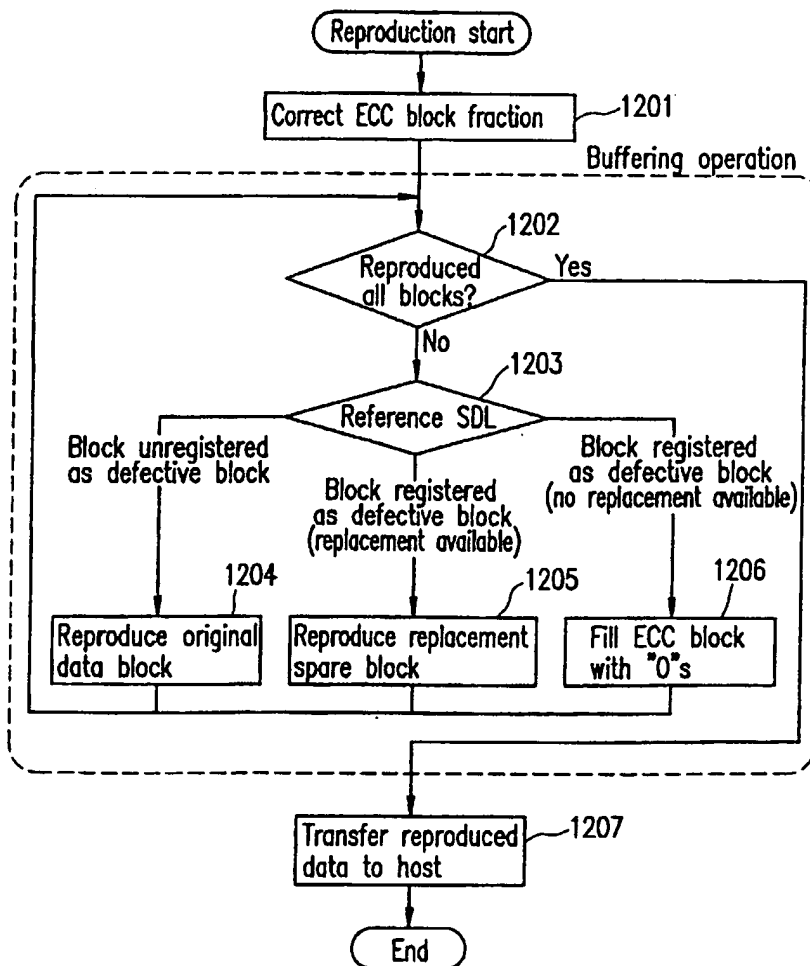 Reproduction start
Correct ECC block fraction
1201
Buffering operation
1202
Reproduced
all blocks?
Yes
No
1203
Reference SDL
Block unregistered
as defective block
Block registered
as defective block
(replacement available)
Block registered
as defective block
(no replacement available)
1204
Reproduce original
data block
1205
Reproduce replacement
spare block
1206
Fill ECC block
with "0"s
Transfer reproduced
data to host
1207
End